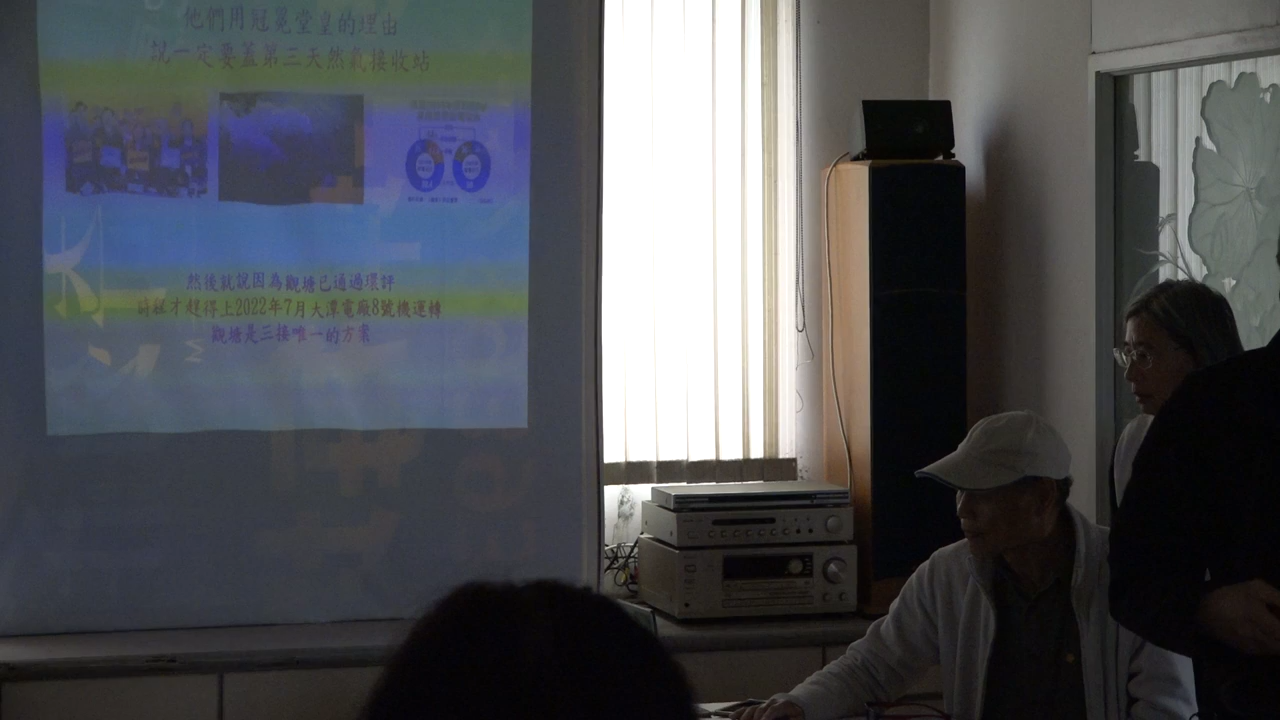 他們用冠冕堂皇的理由
說一定要蓋第三天然氣接收站
然後就說因為觀塘已通過環評
時程才趕得上2022年7月大潭電廠8號機運轉
觀塘是三接唯一的方案